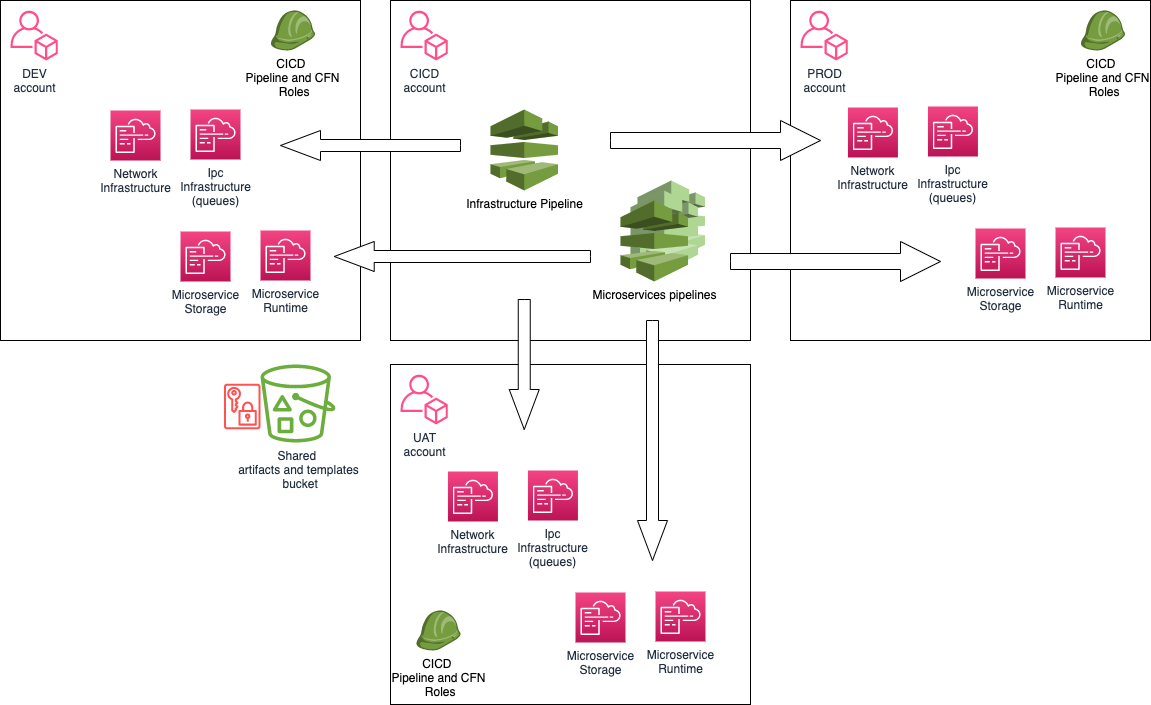 DEV
account
CICD
Pipeline and CFN
Roles
Network
Infrastructure
Ipc
Infrastructure
(queues)
Microservice
Storage
Microservice
Runtime
CICD
account
Infrastructure Pipeline
Microservices pipelines
PROD
account
CICD
Pipeline and CFN
Roles
Network
Infrastructure
Ipc
Infrastructure
(queues)
Microservice
Storage
Microservice
Runtime
Shared
artifacts and templates
bucket
UAT
account
Network
Infrastructure
Ipc
Infrastructure
(queues)
Microservice
Storage
Microservice
Runtime
CICD
Pipeline and CFN
Roles